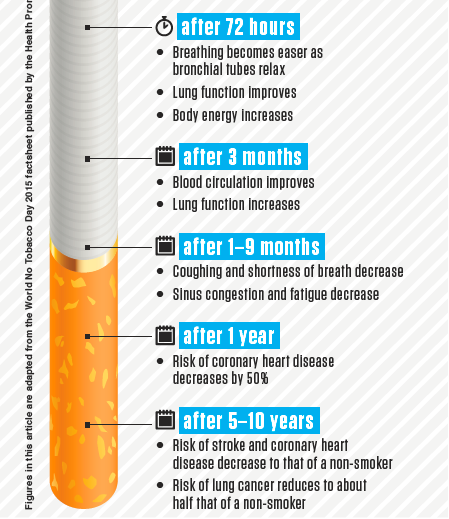 after 72 hours
Breathing becomes easer as
bronchial tubes relax
Lung function improves
Body energy increases
after 3 months
Blood circulation improves
Lung function increases
after 1–9 months
Coughing and shortness of breath decrease
Sinus congestion and fatigue decrease
after 1 year
Risk of coronary heart disease
decreases by 50%
after 5–10 years
Risk of stroke and coronary heart
disease decrease to that of a non-smoker
Risk of lung cancer reduces to about
half that of a non-smoker
Figures in this article are adapted from the World No Tobacco Day 2015 factsheet published by the Health